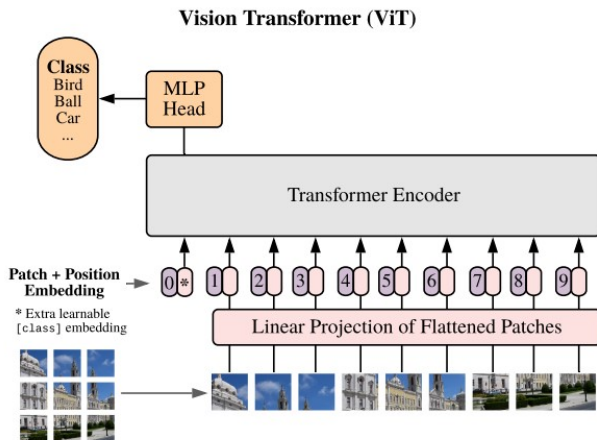 Vision Transformer (ViT)
Class
Bird
Ball
Car
...
MLP
Head
Transformer Encoder
Patch + Position
Embedding
0 * 1 2 3 4 5 6 7 8 9
* Extra learnable
[class] embedding
Linear Projection of Flattened Patches